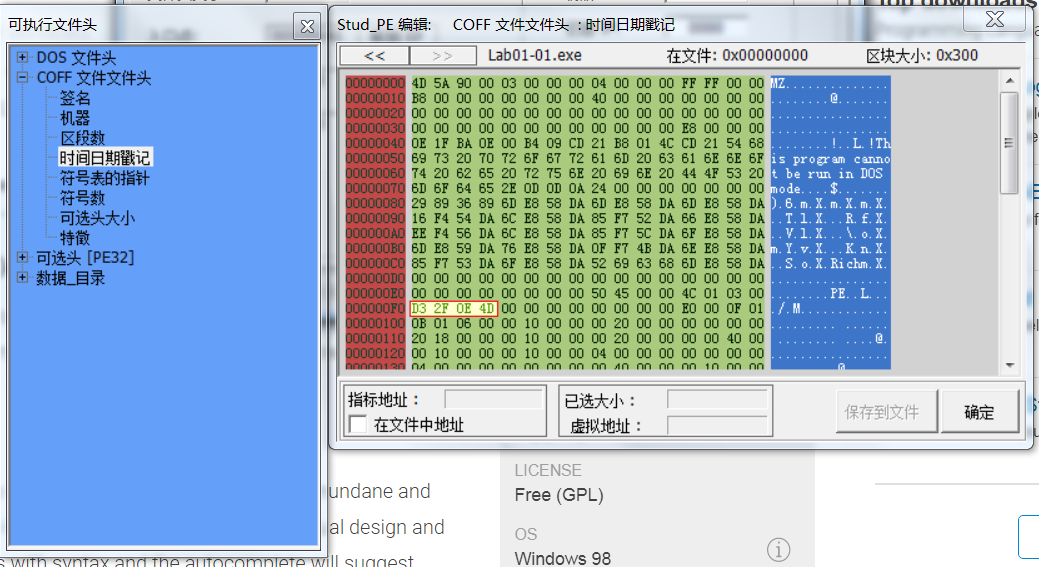 可执行文件头
DOS 文件头
COFF 文件文件头
签名
机器
区段数
时间日期戳记
符号表的指针
符号数
可选头大小
特徵
可选头 [PE32]
数据_目录
Stud_PE 编辑: COFF 文件文件头 : 时间日期戳记
<< >> Lab01-01.exe 在文件: 0x00000000 区块大小: 0x300
00000000 4D 5A 90 00 03 00 00 00 04 00 00 00 FF FF 00 00 MZ..............
00000010 B8 00 00 00 00 00 00 00 40 00 00 00 00 00 00 00 ........@.......
00000020 00 00 00 00 00 00 00 00 00 00 00 00 00 00 00 00 ................
00000030 00 00 00 00 00 00 00 00 00 00 00 00 E8 00 00 00 ................
00000040 0E 1F BA 0E 00 B4 09 CD 21 B8 01 4C CD 21 54 68 ........!..L.!Th
00000050 69 73 20 70 72 6F 67 72 61 6D 20 63 61 6E 6E 6F is program canno
00000060 74 20 62 65 20 72 75 6E 20 69 6E 20 44 4F 53 20 t be run in DOS
00000070 6D 6F 64 65 2E 0D 0D 0A 24 00 00 00 00 00 00 00 mode....$.......
00000080 29 89 36 89 6D E8 58 DA 6D E8 58 DA 6D E8 58 DA ).6.m.X.m.X.m.X.
00000090 16 F4 54 DA 6C E8 58 DA 85 F7 52 DA 66 E8 58 DA ..T.l.X...R.f.X.
000000A0 EE F4 56 DA 6C E8 58 DA 85 F7 5C DA 6F E8 58 DA ..V.l.X...\.o.X.
000000B0 6D E8 59 DA 76 E8 58 DA 0F F7 4B DA 6E E8 58 DA m.Y.v.X...K.n.X.
000000C0 85 F7 53 DA 6F E8 58 DA 52 69 63 68 6D E8 58 DA ..S.o.X.Richm.X.
000000D0 00 00 00 00 00 00 00 00 00 00 00 00 00 00 00 00 ................
000000E0 00 00 00 00 00 00 00 00 50 45 00 00 4C 01 03 00 ........PE..L...
000000F0 D3 2F 0E 4D 00 00 00 00 00 00 00 00 E0 00 0F 01 ./.M............
00000100 0B 01 06 00 00 10 00 00 00 20 00 00 00 00 00 00 ......... ......
00000110 20 18 00 00 00 10 00 00 00 20 00 00 00 00 40 00 ........ ....@.
00000120 00 10 00 00 00 10 00 00 04 00 00 00 00 00 00 00 ................
00000130 04 00 00 00 00 00 00 00 00 40 00 00 00 10 00 00 .........@......
指标地址 :
在文件中地址
已选大小 :
虚拟地址 :
保存到文件
确定
LICENSE
Free (GPL)
OS
Windows 98
undane and
al design and
s with syntax and the autocomplete will suggest